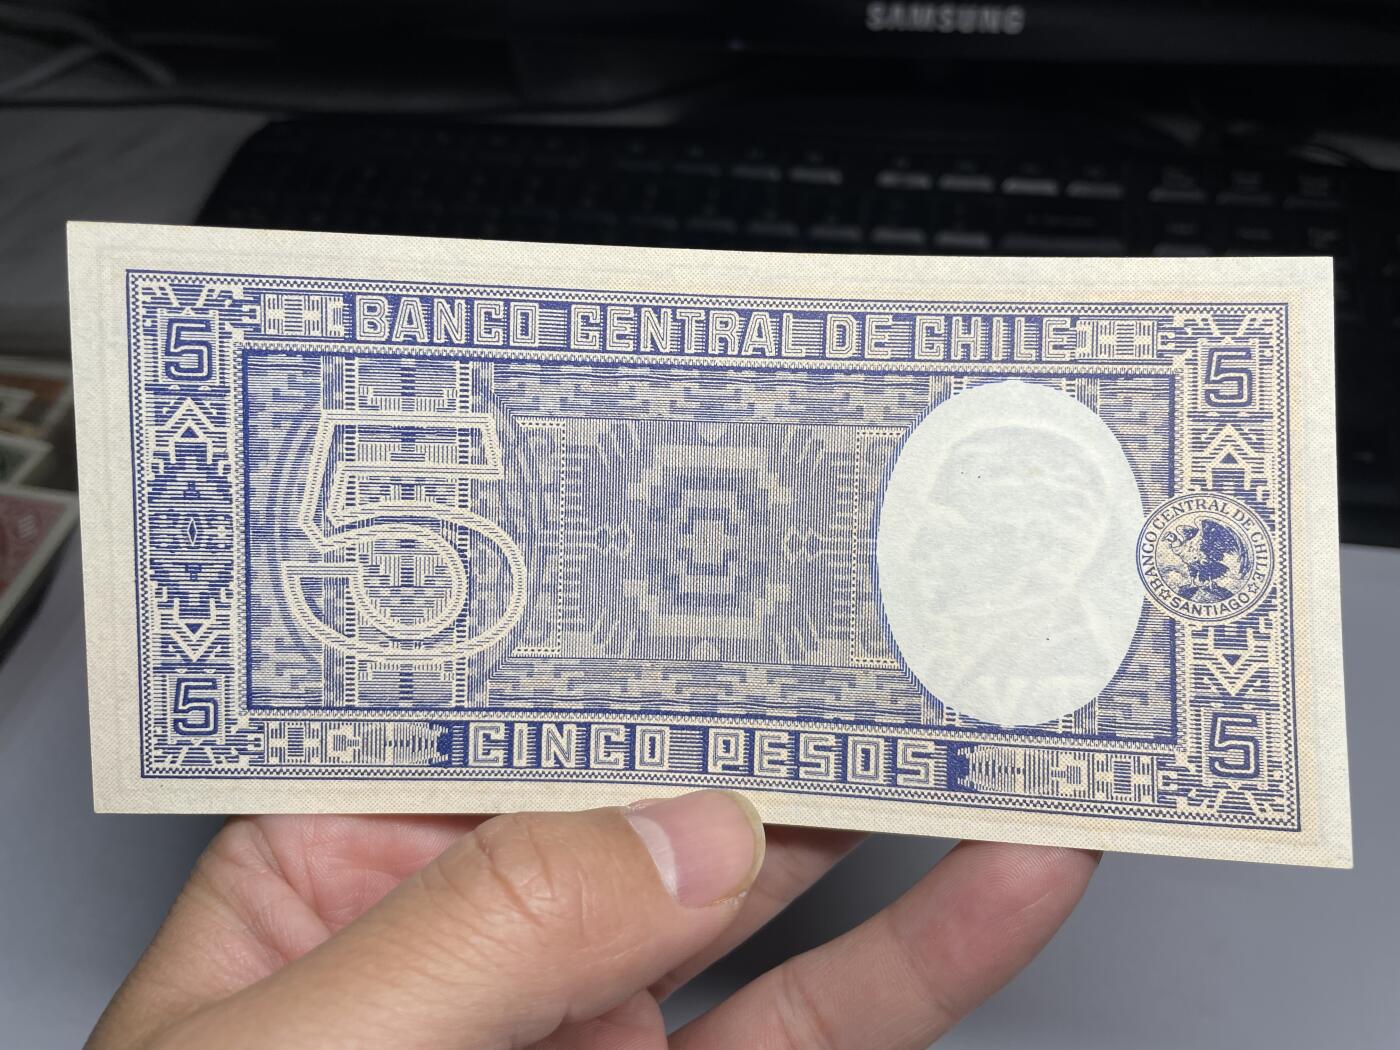 SAMSUNG
BANCO CENTRAL DE CHILE
5
5
5
BANCO CENTRAL DE CHILE
SANTIAGO
5
5
CINCO PESOS